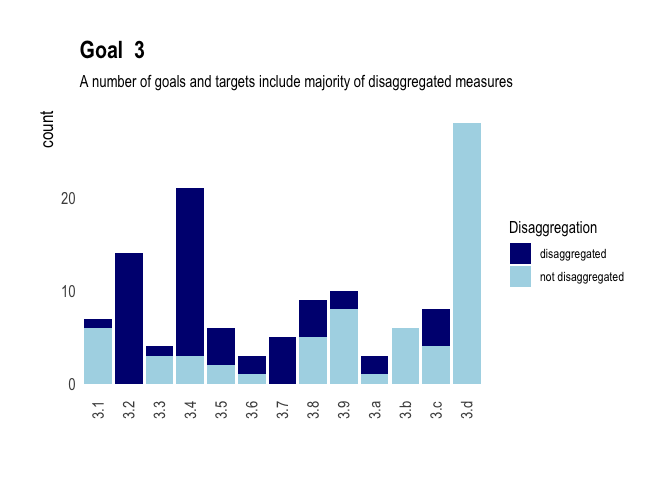 Goal  3
A number of goals and targets include majority of disaggregated measures
count
20
10
0
3.1
3.2
3.3
3.4
3.5
3.6
3.7
3.8
3.9
3.a
3.b
3.c
3.d
Disaggregation
disaggregated
not disaggregated